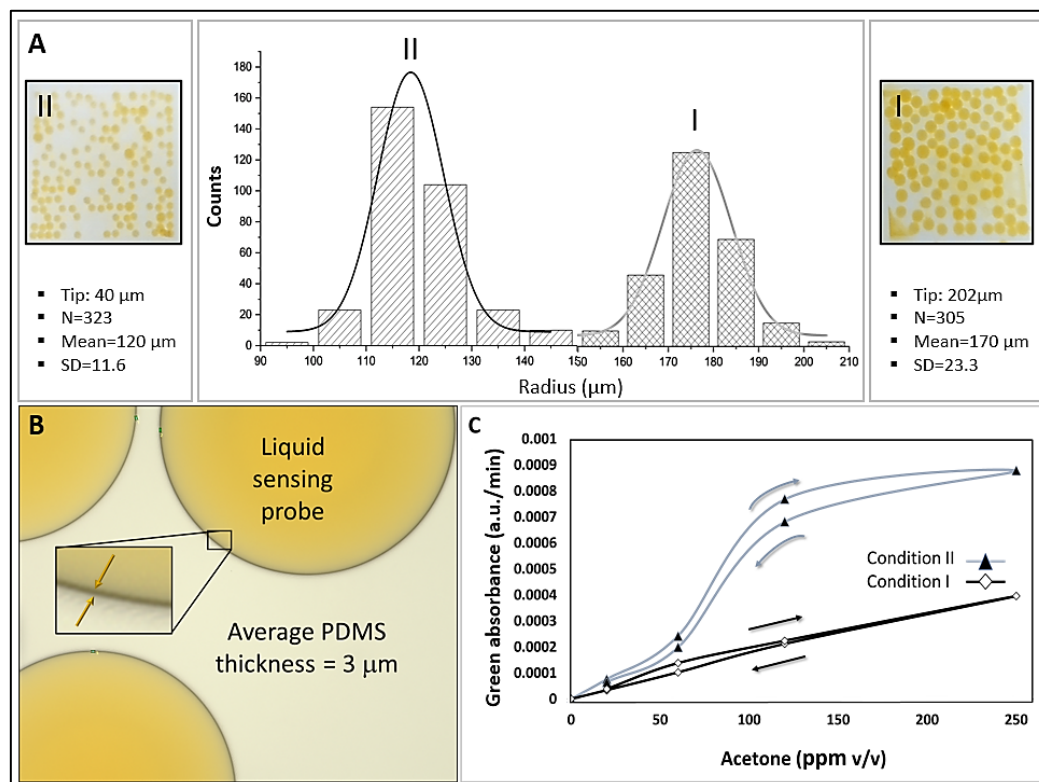 A
II
Tip: 40 µm
N=323
Mean=120 µm
SD=11.6
180
160
140
120
100
80
60
40
20
0
Counts
II
I
90 100 110 120 130 140 150 160 170 180 190 200 210
Radius (µm)
I
Tip: 202µm
N=305
Mean=170 µm
SD=23.3
B
Liquid
sensing
probe
Average PDMS
thickness = 3 µm
C
0.001
0.0009
0.0008
0.0007
0.0006
0.0005
0.0004
0.0003
0.0002
0.0001
0
Green absorbance (a.u./min)
Condition II
Condition I
0 50 100 150 200 250
Acetone (ppm v/v)